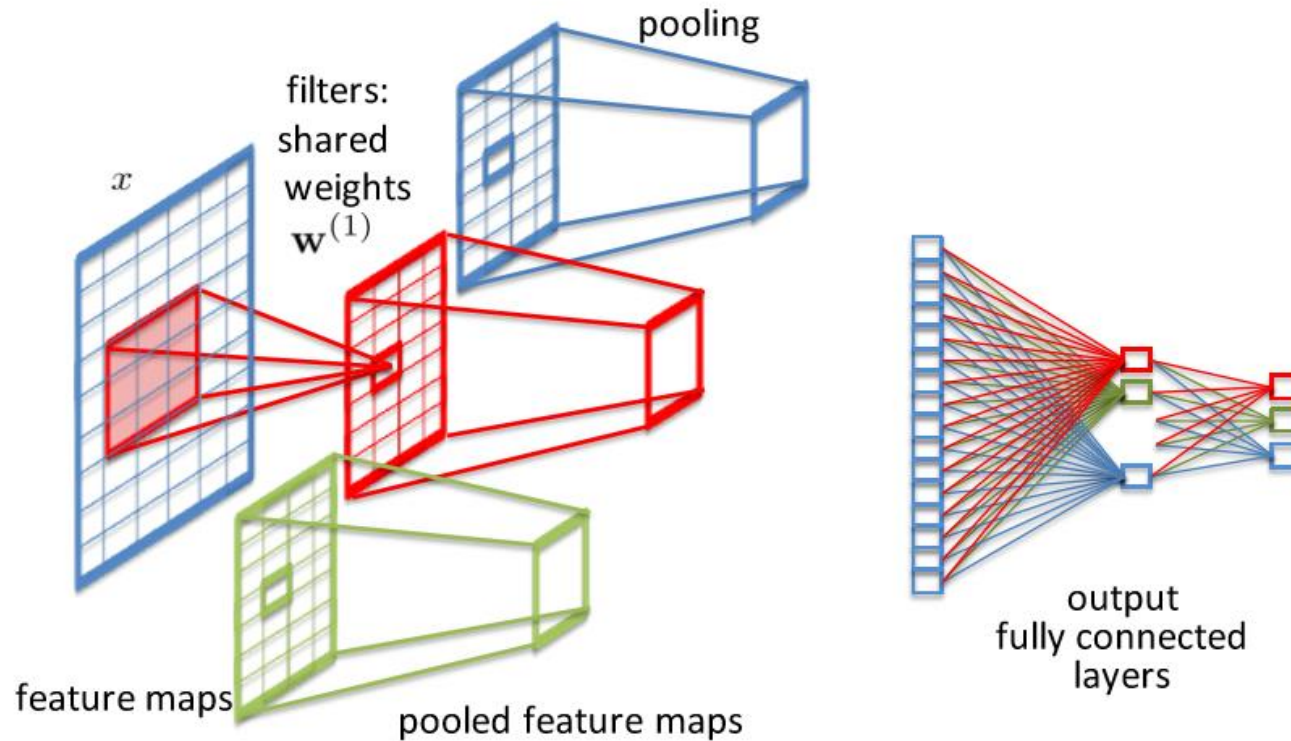 pooling
filters:
shared
weights
w^(1)
x
feature maps
pooled feature maps
output
fully connected
layers